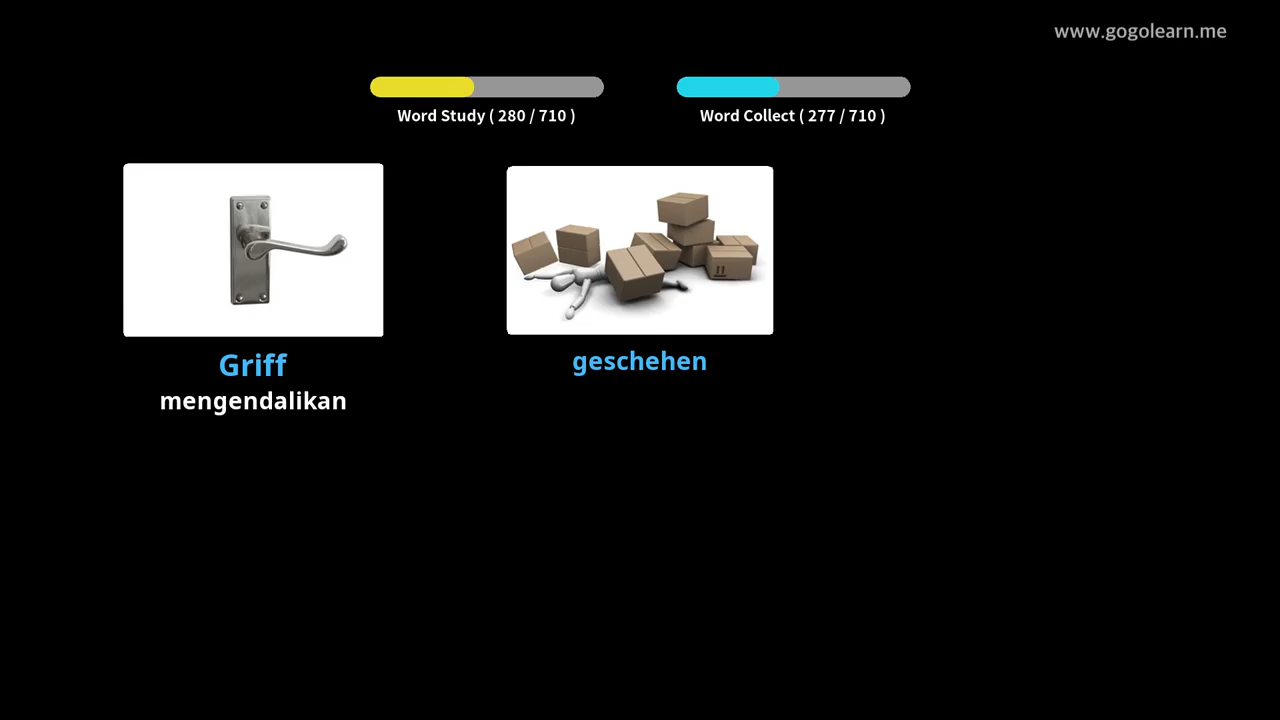 www.gogolearn.me
Word Study ( 280 / 710 )
Word Collect ( 277 / 710 )
Griff
mengendalikan
geschehen